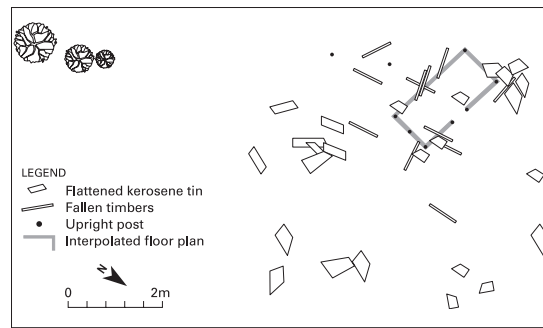 LEGEND
Flattened kerosene tin
Fallen timbers
Upright post
Interpolated floor plan
N
0 2m